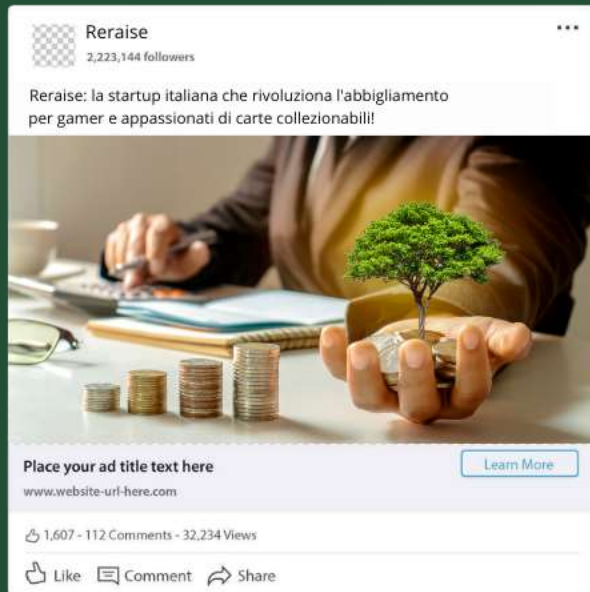 Reraise
2,223,144 followers
Reraise: la startup italiana che rivoluziona l'abbigliamento
per gamer e appassionati di carte collezionabili!
Place your ad title text here
Learn More
www.website-url-here.com
1,607 - 112 Comments - 32,234 Views
Like Comment Share